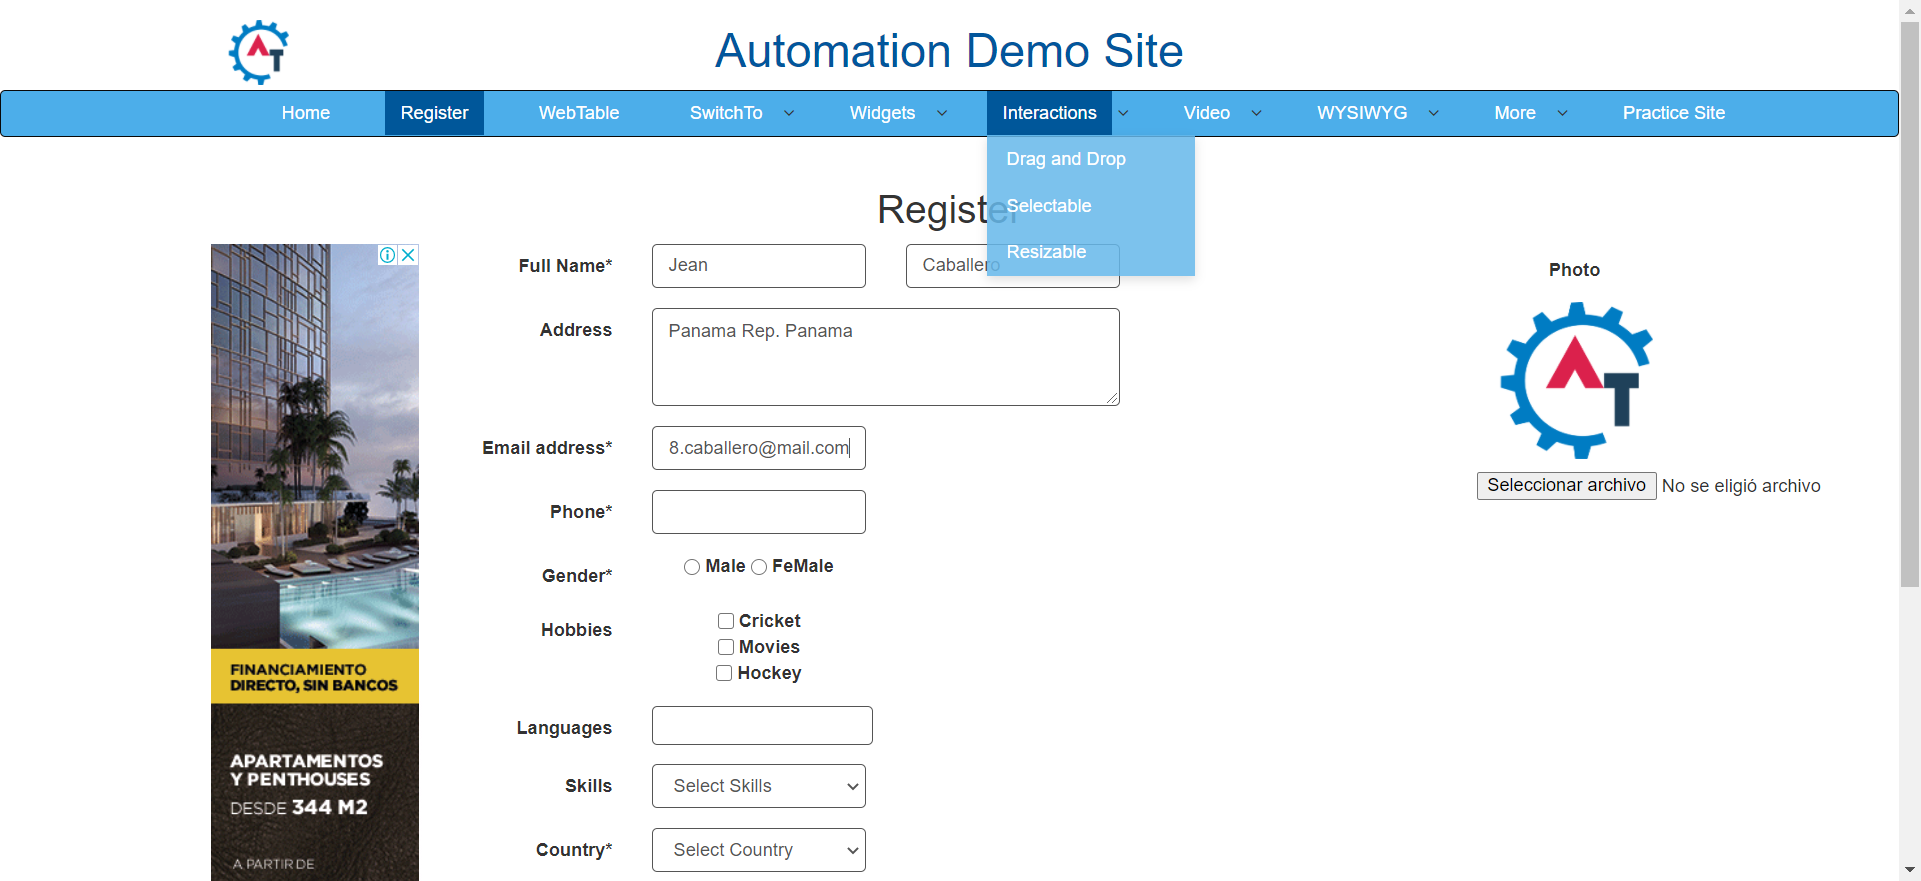 Automation Demo Site
Home Register WebTable SwitchTo Widgets Interactions Video WYSIWYG More Practice Site
Drag and Drop
Selectable
Resizable
Register
Full Name* Jean Caballero
Address Panama Rep. Panama
Email address* 8.caballero@mail.com
Phone*
Gender* Male FeMale
Hobbies Cricket
Movies
Hockey
Languages
Skills Select Skills
Country* Select Country
Photo
AT
Seleccionar archivo No se eligió archivo
FINANCIAMIENTO
DIRECTO, SIN BANCOS
APARTAMENTOS
Y PENTHOUSES
DESDE 344 M2
A PARTIR DE
AT